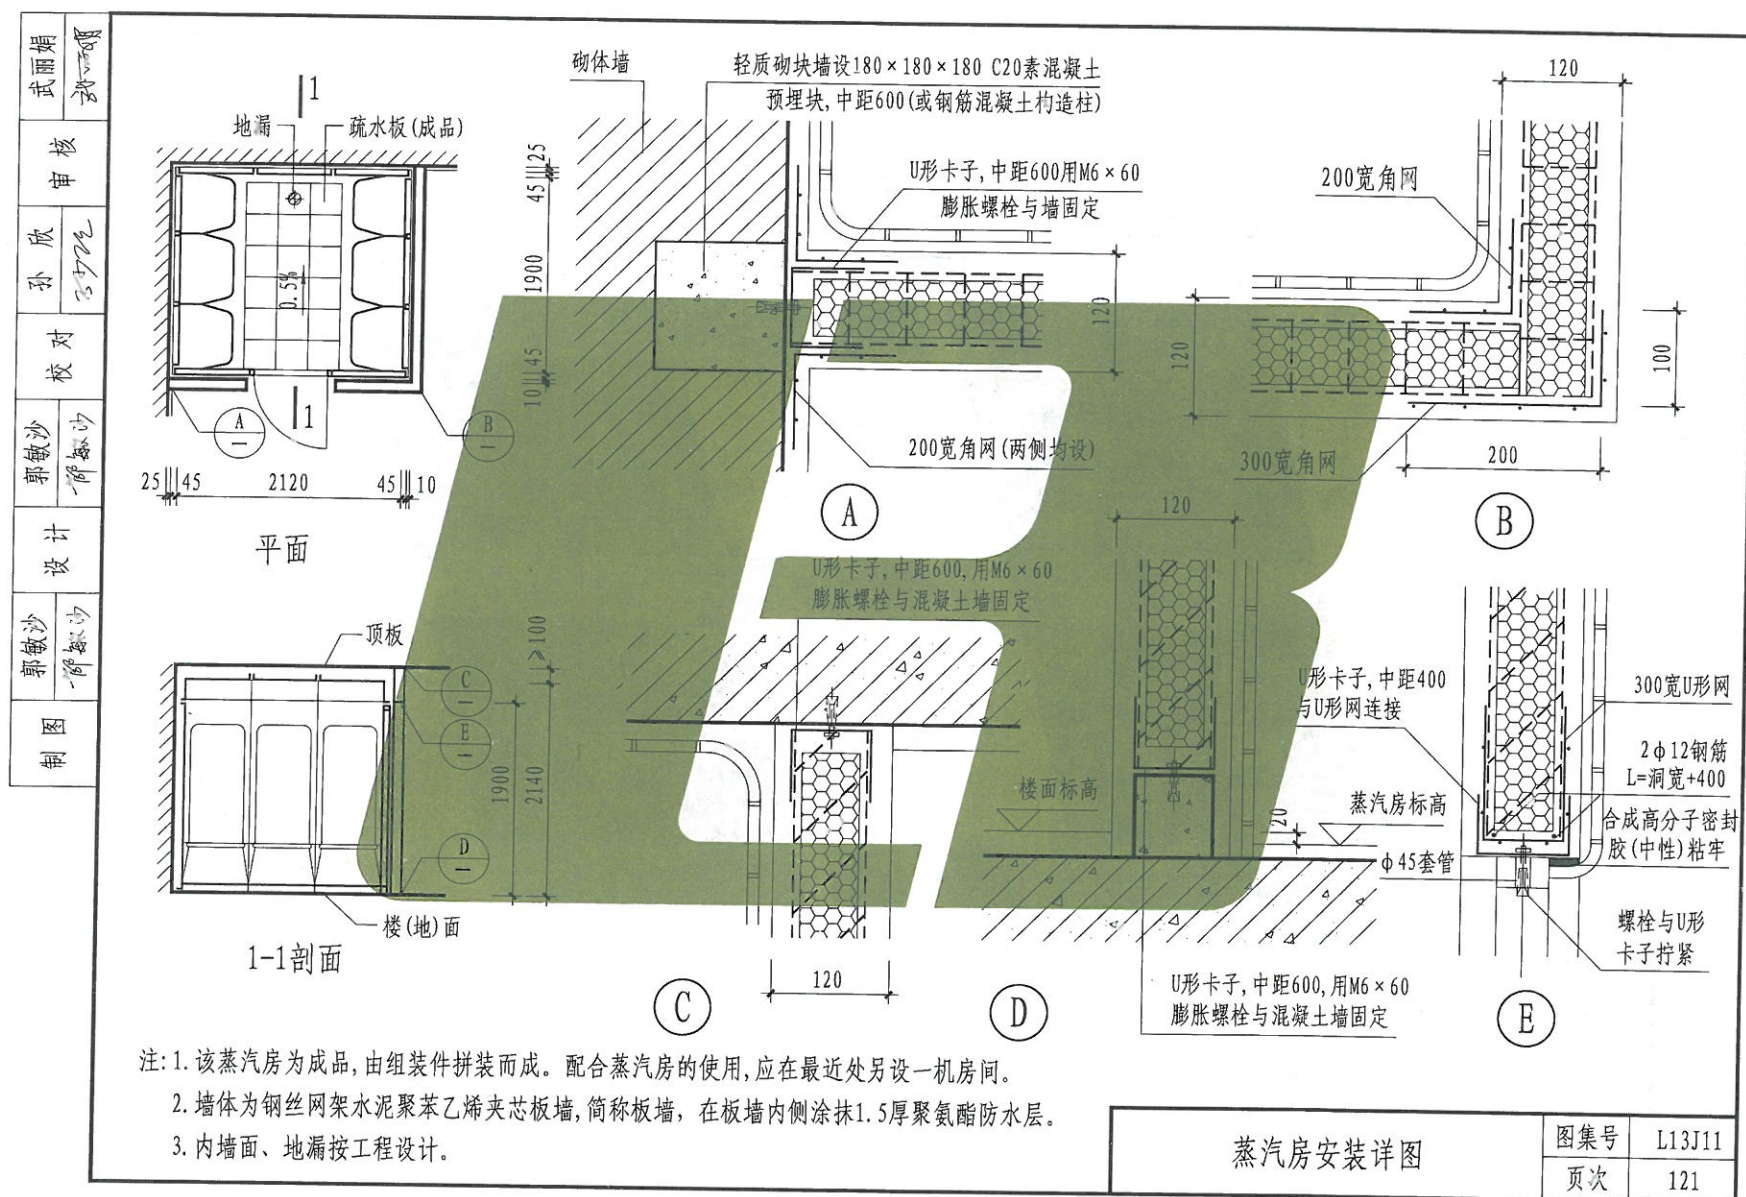 武丽娟
审核
孙欣
校对
郭敏沙
设计
郭敏沙
制图
1
地漏
疏水板(成品)
0.5%
1
A
B
25 45 2120 45 10
25
45
1900
45
10
平面
砌体墙
轻质砌块墙设180×180×180 C20素混凝土
预埋块,中距600(或钢筋混凝土构造柱)
U形卡子,中距600用M6×60
膨胀螺栓与墙固定
120
200宽角网(两侧均设)
A
120
200宽角网
120
100
300宽角网
200
B
顶板
C
E
D
≥100
1900
2140
楼(地)面
1-1剖面
U形卡子,中距600,用M6×60
膨胀螺栓与混凝土墙固定
120
C
120
楼面标高
蒸汽房标高
20
U形卡子,中距600,用M6×60
膨胀螺栓与混凝土墙固定
D
U形卡子,中距400
与U形网连接
300宽U形网
2φ12钢筋
L=洞宽+400
合成高分子密封
胶(中性)粘牢
φ45套管
螺栓与U形
卡子拧紧
E
注:1.该蒸汽房为成品,由组装件拼装而成。配合蒸汽房的使用,应在最近处另设一机房间。
2.墙体为钢丝网架水泥聚苯乙烯夹芯板墙,简称板墙,在板墙内侧涂抹1.5厚聚氨酯防水层。
3.内墙面、地漏按工程设计。
蒸汽房安装详图
图集号 L13J11
页次 121